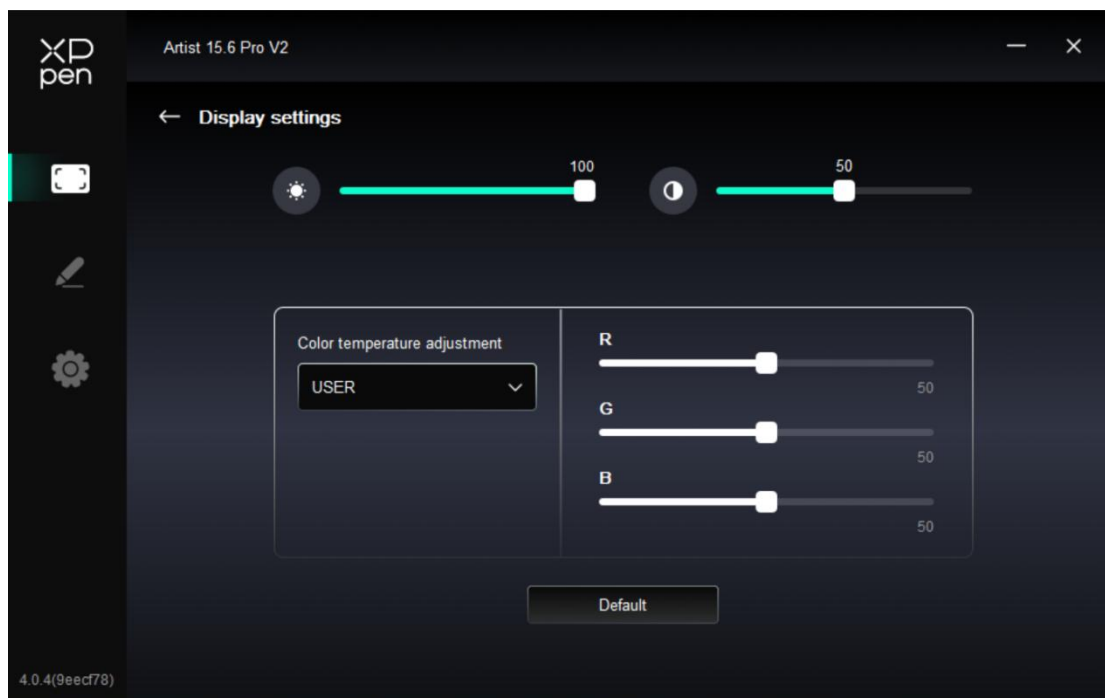 XP
pen
Artist 15.6 Pro V2
Display settings
100
50
Color temperature adjustment
USER
R
50
G
50
B
50
Default
4.0.4(9eecf78)